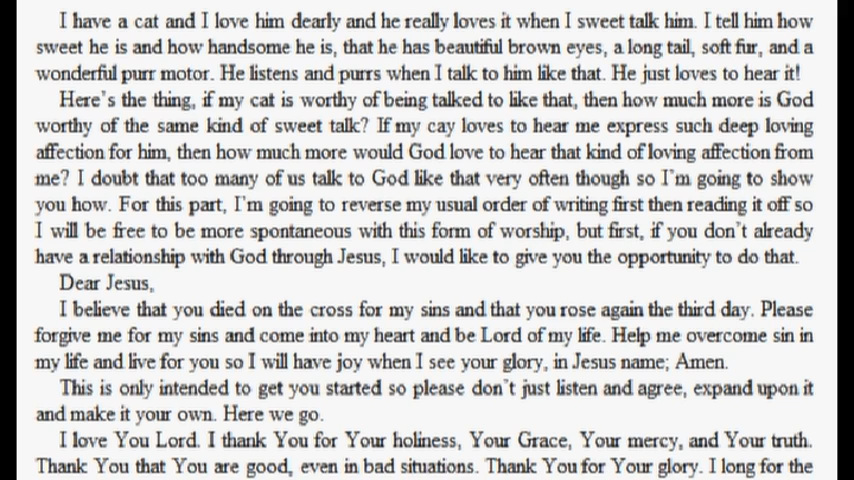 I have a cat and I love him dearly and he really loves it when I sweet talk him. I tell him how
sweet he is and how handsome he is, that he has beautiful brown eyes, a long tail, soft fur, and a
wonderful purr motor. He listens and purrs when I talk to him like that. He just loves to hear it!
Here's the thing, if my cat is worthy of being talked to like that, then how much more is God
worthy of the same kind of sweet talk? If my cay loves to hear me express such deep loving
affection for him, then how much more would God love to hear that kind of loving affection from
me? I doubt that too many of us talk to God like that very often though so I'm going to show
you how. For this part, I'm going to reverse my usual order of writing first then reading it off so
I will be free to be more spontaneous with this form of worship, but first, if you don't already
have a relationship with God through Jesus, I would like to give you the opportunity to do that.
Dear Jesus,
I believe that you died on the cross for my sins and that you rose again the third day. Please
forgive me for my sins and come into my heart and be Lord of my life. Help me overcome sin in
my life and live for you so I will have joy when I see your glory, in Jesus name; Amen.
This is only intended to get you started so please don't just listen and agree, expand upon it
and make it your own. Here we go.
I love You Lord. I thank You for Your holiness, Your Grace, Your mercy, and Your truth.
Thank You that You are good, even in bad situations. Thank You for Your glory. I long for the